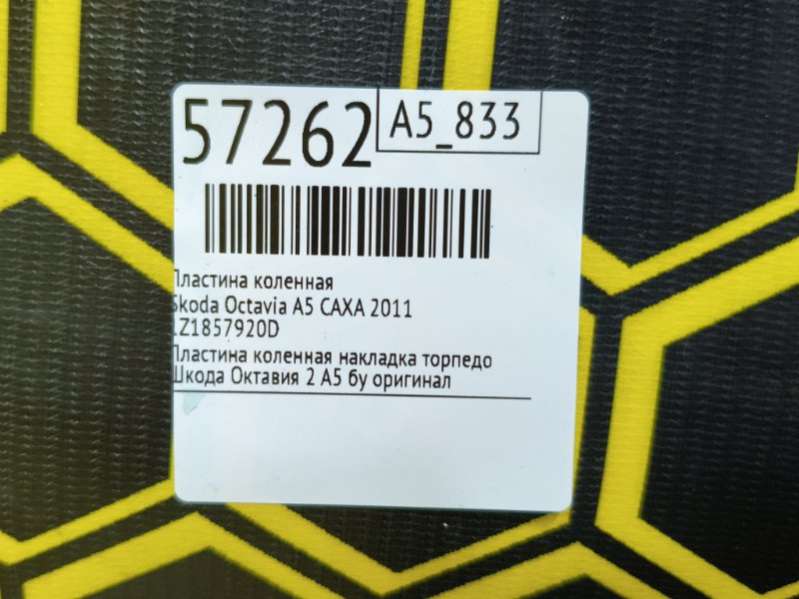 57262
A5_833
Пластина коленная
Skoda Octavia A5 CAXA 2011
1Z1857920D
Пластина коленная накладка торпедо
Шкода Октавия 2 А5 бу оригинал